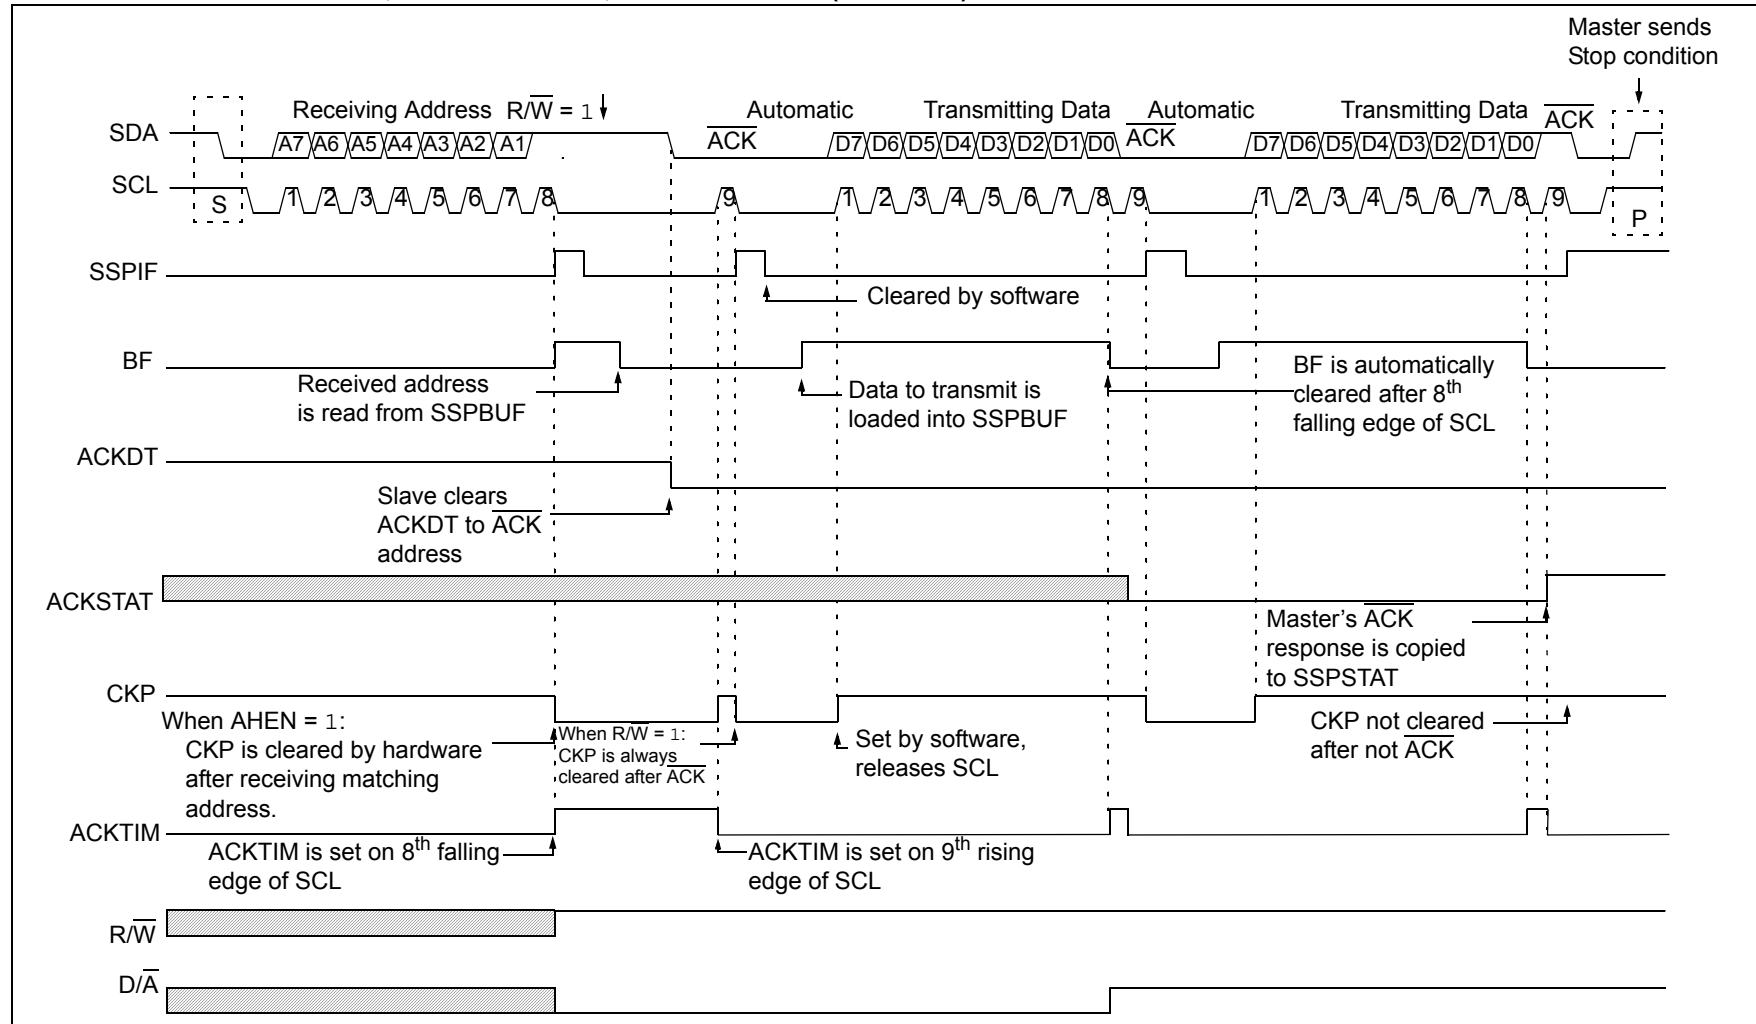 Master sends
Stop condition
Receiving Address R/W̅ = 1
Automatic
Transmitting Data
Automatic
Transmitting Data
A̅C̅K̅
SDA
A7 A6 A5 A4 A3 A2 A1
A̅C̅K̅
D7 D6 D5 D4 D3 D2 D1 D0
A̅C̅K̅
D7 D6 D5 D4 D3 D2 D1 D0
SCL
S
1 2 3 4 5 6 7 8
9
1 2 3 4 5 6 7 8 9
1 2 3 4 5 6 7 8 9
P
SSPIF
Cleared by software
BF
Received address
is read from SSPBUF
Data to transmit is
loaded into SSPBUF
BF is automatically
cleared after 8th
falling edge of SCL
ACKDT
Slave clears
ACKDT to A̅C̅K̅
address
ACKSTAT
Master's A̅C̅K̅
response is copied
to SSPSTAT
CKP
When AHEN = 1:
CKP is cleared by hardware
after receiving matching
address.
When R/W̅ = 1:
CKP is always
cleared after A̅C̅K̅
Set by software,
releases SCL
CKP not cleared
after not A̅C̅K̅
ACKTIM
ACKTIM is set on 8th falling
edge of SCL
ACKTIM is set on 9th rising
edge of SCL
R/W̅
D/A̅